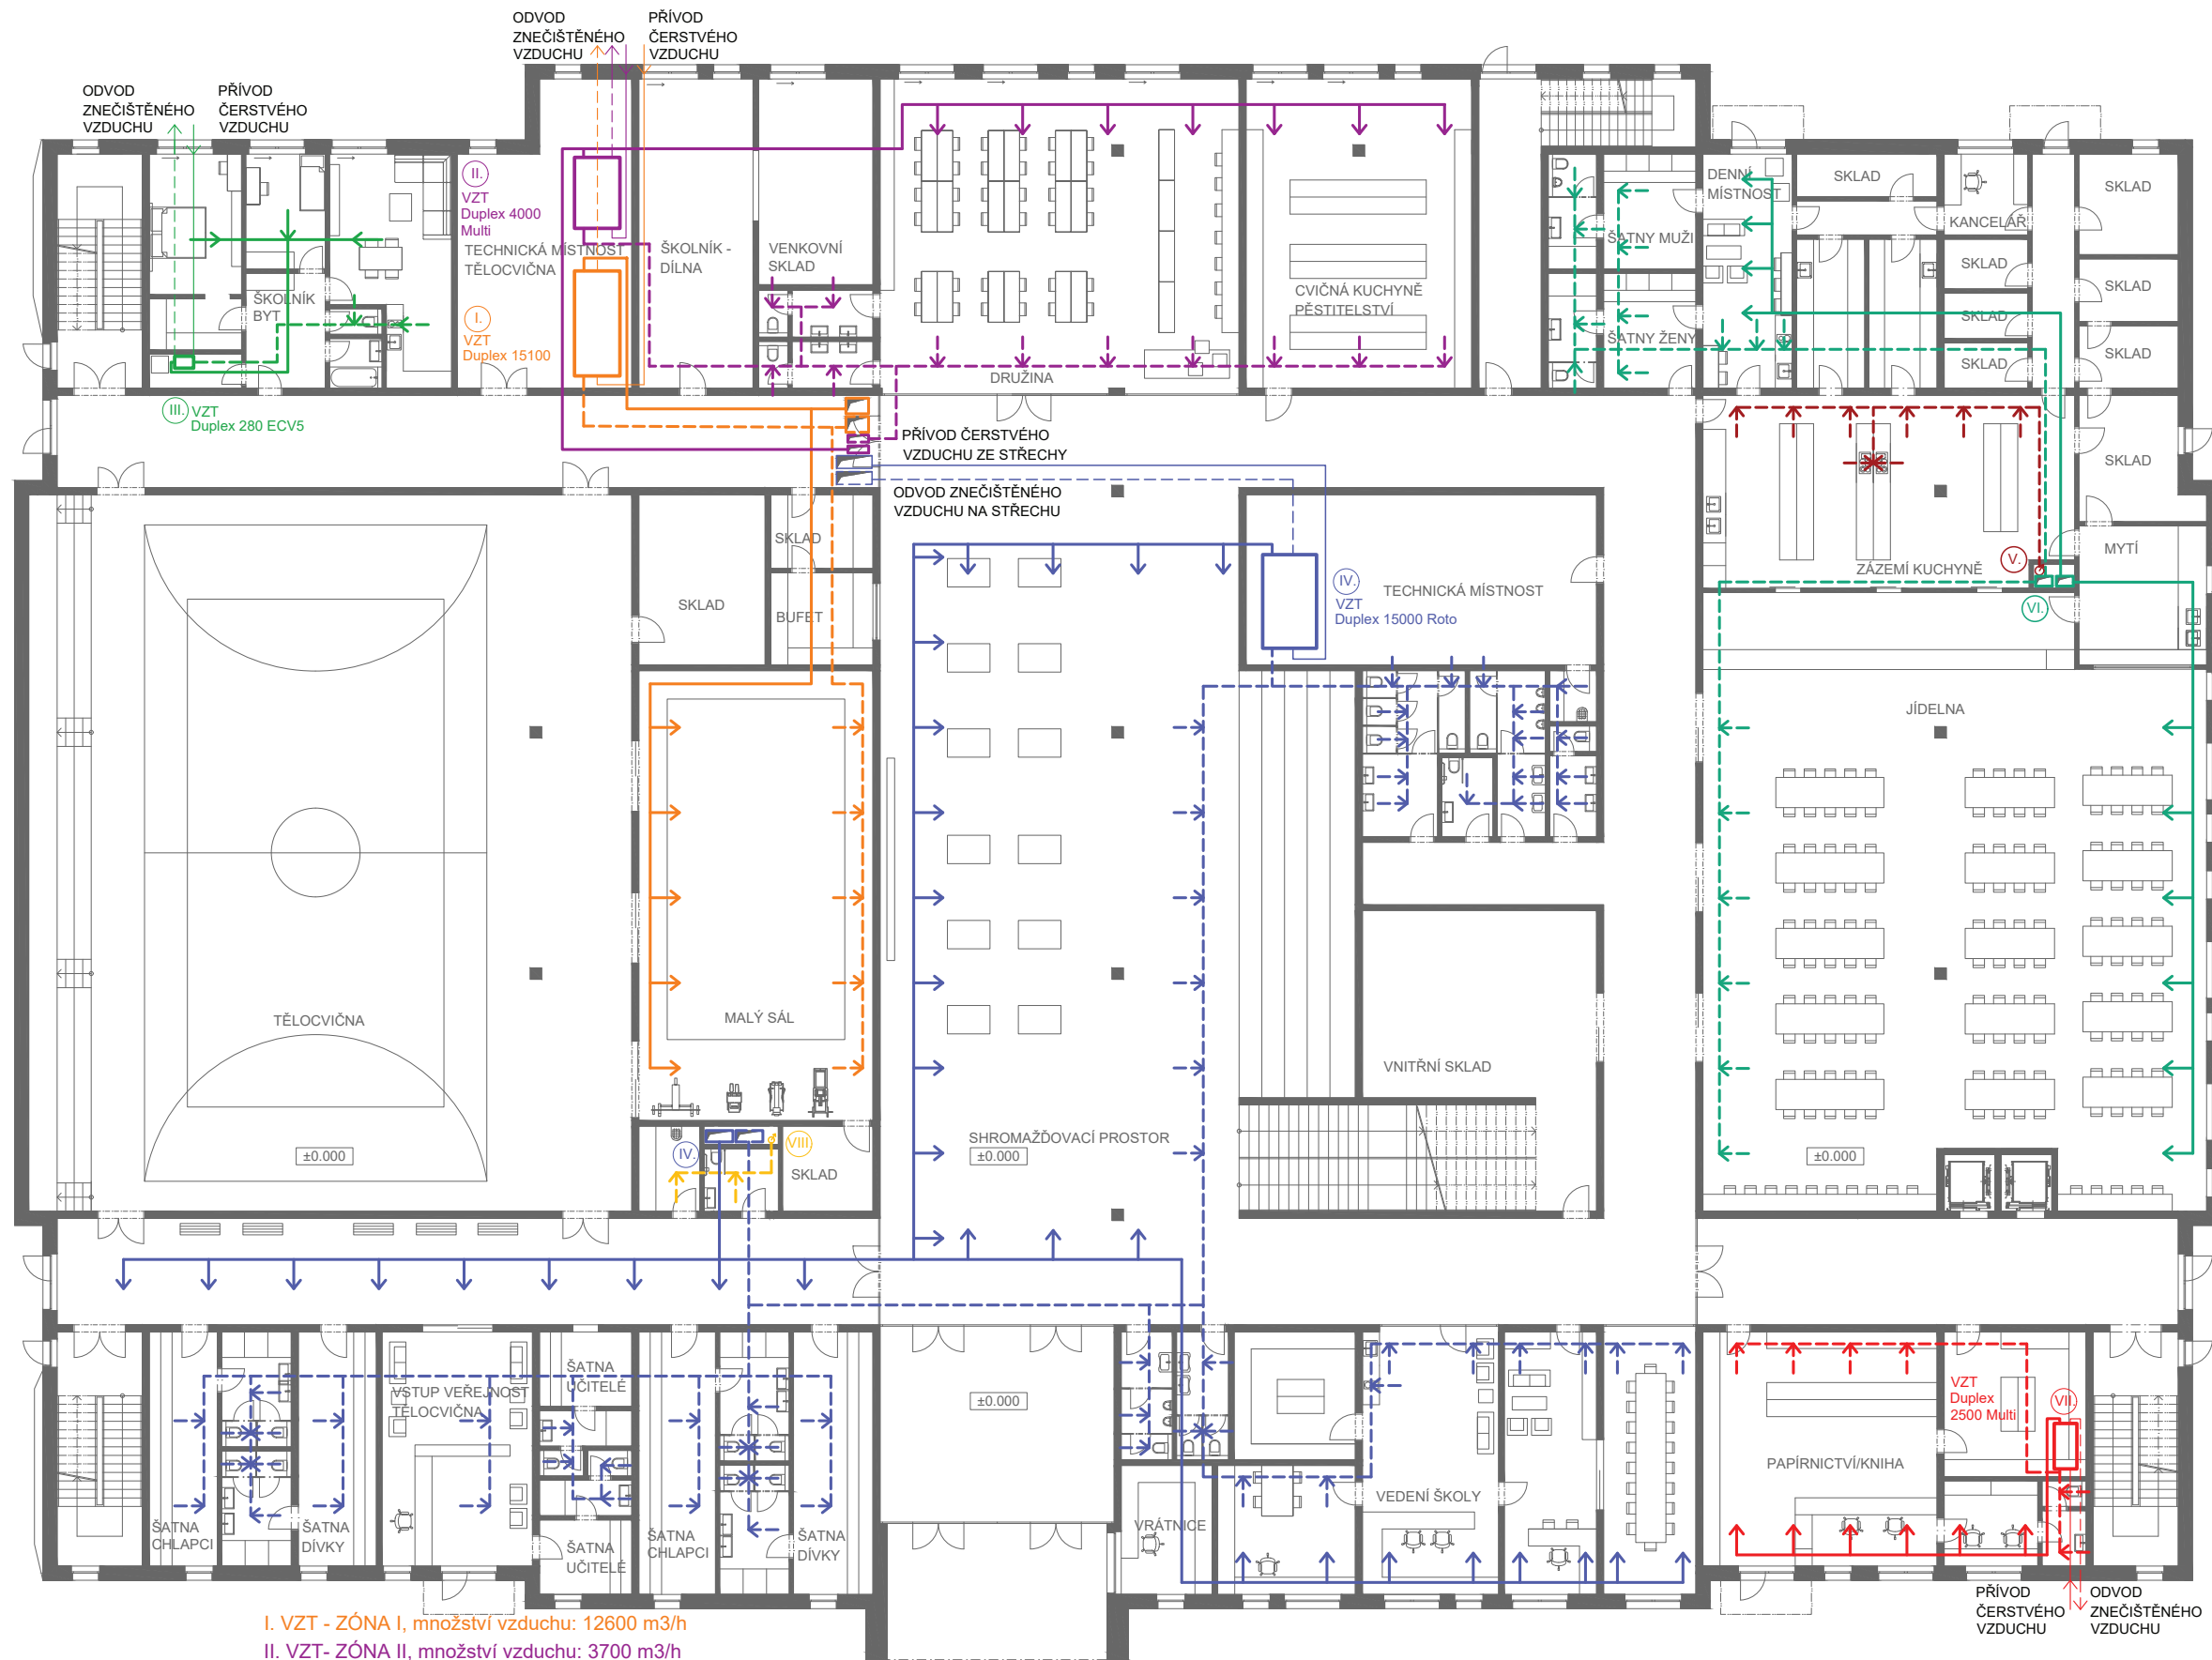 ODVOD
ZNEČIŠTĚNÉHO
VZDUCHU
PŘÍVOD
ČERSTVÉHO
VZDUCHU
ODVOD
ZNEČIŠTĚNÉHO
VZDUCHU
PŘÍVOD
ČERSTVÉHO
VZDUCHU
II.
VZT
Duplex 4000
Multi
TECHNICKÁ MÍSTNOST
TĚLOCVIČNA
I.
VZT
Duplex 15100
ŠKOLNÍK
BYT
III.
VZT
Duplex 280 ECV5
ŠKOLNÍK -
DÍLNA
VENKOVNÍ
SKLAD
DRUŽINA
CVIČNÁ KUCHYNĚ
PĚSTITELSTVÍ
ŠATNY MUŽI
ŠATNY ŽENY
DENNÍ
MÍSTNOST
SKLAD
KANCELÁŘ
SKLAD
SKLAD
SKLAD
SKLAD
SKLAD
SKLAD
SKLAD
PŘÍVOD ČERSTVÉHO
VZDUCHU ZE STŘECHY
ODVOD ZNEČIŠTĚNÉHO
VZDUCHU NA STŘECHU
SKLAD
SKLAD
BUFET
IV.
VZT
Duplex 15000 Roto
TECHNICKÁ MÍSTNOST
V.
ZÁZEMÍ KUCHYNĚ
MYTÍ
VI.
JÍDELNA
TĚLOCVIČNA
±0.000
MALÝ SÁL
IV.
VIII
SKLAD
SHROMAŽĎOVACÍ PROSTOR
±0.000
VNITŘNÍ SKLAD
±0.000
ŠATNA
CHLAPCI
ŠATNA
DÍVKY
VSTUP VEŘEJNOST
TĚLOCVIČNA
ŠATNA
UČITELÉ
ŠATNA
UČITELÉ
ŠATNA
CHLAPCI
ŠATNA
DÍVKY
±0.000
VRÁTNICE
VEDENÍ ŠKOLY
PAPÍRNICTVÍ/KNIHA
VZT
Duplex
2500 Multi
VII.
PŘÍVOD
ČERSTVÉHO
VZDUCHU
ODVOD
ZNEČIŠTĚNÉHO
VZDUCHU
I. VZT - ZÓNA I, množství vzduchu: 12600 m3/h
II. VZT- ZÓNA II, množství vzduchu: 3700 m3/h